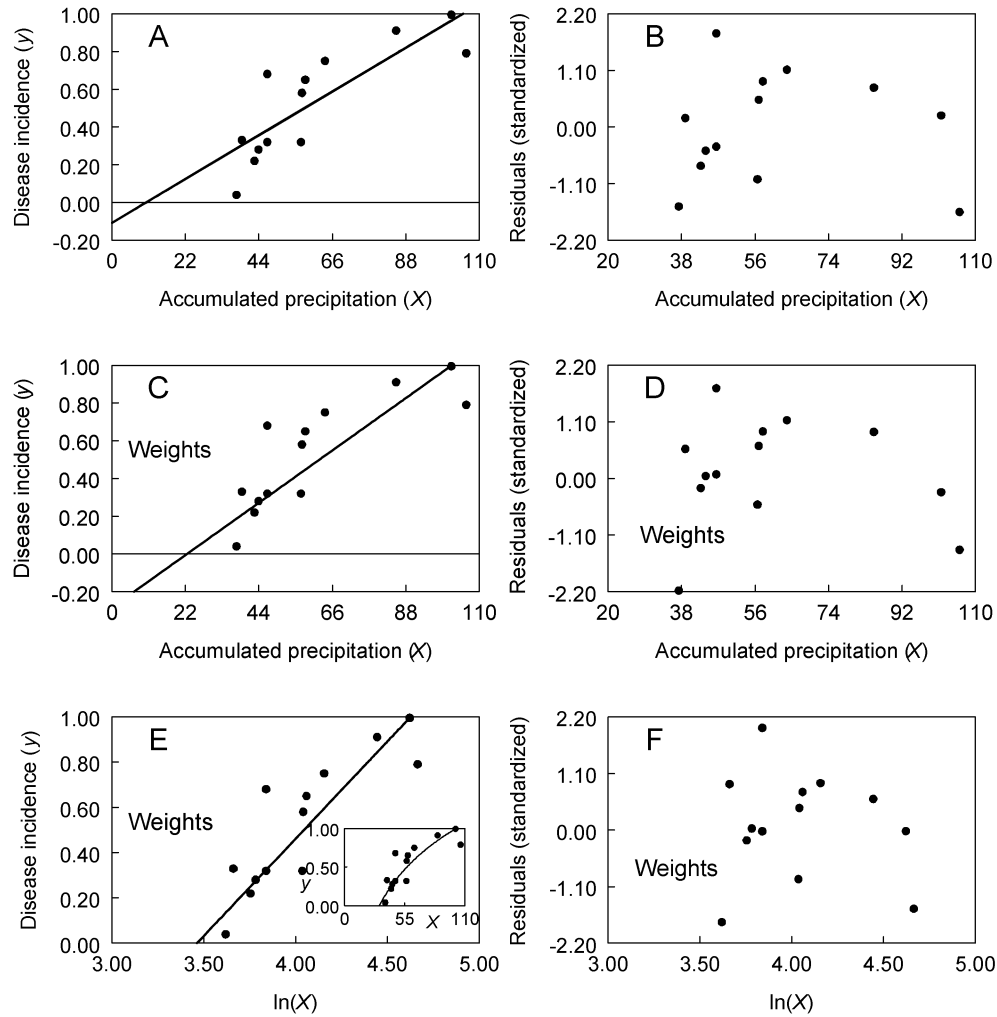 A
Disease incidence (y)
1.00
0.80
0.60
0.40
0.20
0.00
-0.20
0 22 44 66 88 110
Accumulated precipitation (X)
B
Residuals (standardized)
2.20
1.10
0.00
-1.10
-2.20
20 38 56 74 92 110
Accumulated precipitation (X)
C
Weights
Disease incidence (y)
1.00
0.80
0.60
0.40
0.20
0.00
-0.20
0 22 44 66 88 110
Accumulated precipitation (X)
D
Weights
Residuals (standardized)
2.20
1.10
0.00
-1.10
-2.20
20 38 56 74 92 110
Accumulated precipitation (X)
E
Weights
Disease incidence (y)
1.00
0.80
0.60
0.40
0.20
0.00
3.00 3.50 4.00 4.50 5.00
ln(X)
1.00
0.50
0.00
y
0 55 110
X
F
Weights
Residuals (standardized)
2.20
1.10
0.00
-1.10
-2.20
3.00 3.50 4.00 4.50 5.00
ln(X)